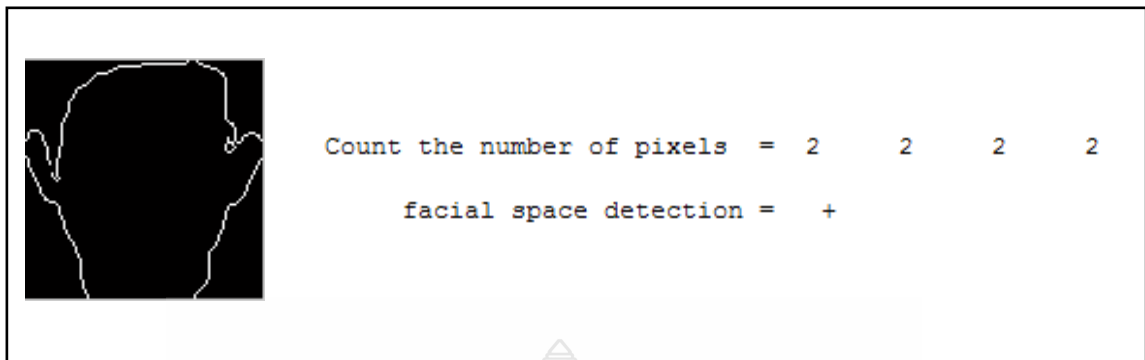 Count the number of pixels = 2 2 2 2
facial space detection = +